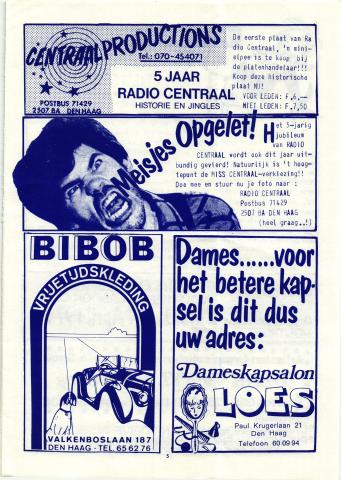 CENTRAAL PRODUCTIONS
Tel.: 070-454071
POSTBUS 71429
2507 BA DEN HAAG
5 JAAR
RADIO CENTRAAL
HISTORIE EN JINGLES
De eerste plaat van Ra
dio Centraal, 'n mini-
elpee is te koop bij
de platenhandelaar!!!
Koop deze historische
plaat NU!
VOOR LEDEN: F.6,—
NIET LEDEN: F.7,50
Meisjes Opgelet!
Het 5-jarig
jubileum
van RADIO
CENTRAAL wordt ook dit jaar uit-
bundig gevierd! Natuurlijk is 't hoog-
tepunt de MISS CENTRAAL-verkiezing!!
Doe mee en stuur nu je foto naar :
RADIO CENTRAAL
Postbus 71429
2507 BA DEN HAAG
(heel graag..!)
BIBOB
VRIJETIJDSKLEDING
VALKENBOSLAAN 187
DEN HAAG - TEL. 65 62 76
Dames......voor
het betere kap-
sel is dit dus
uw adres:
Dameskapsalon
LOES
Paul Krugerlaan 21
Den Haag
Telefoon 60 09 94
5